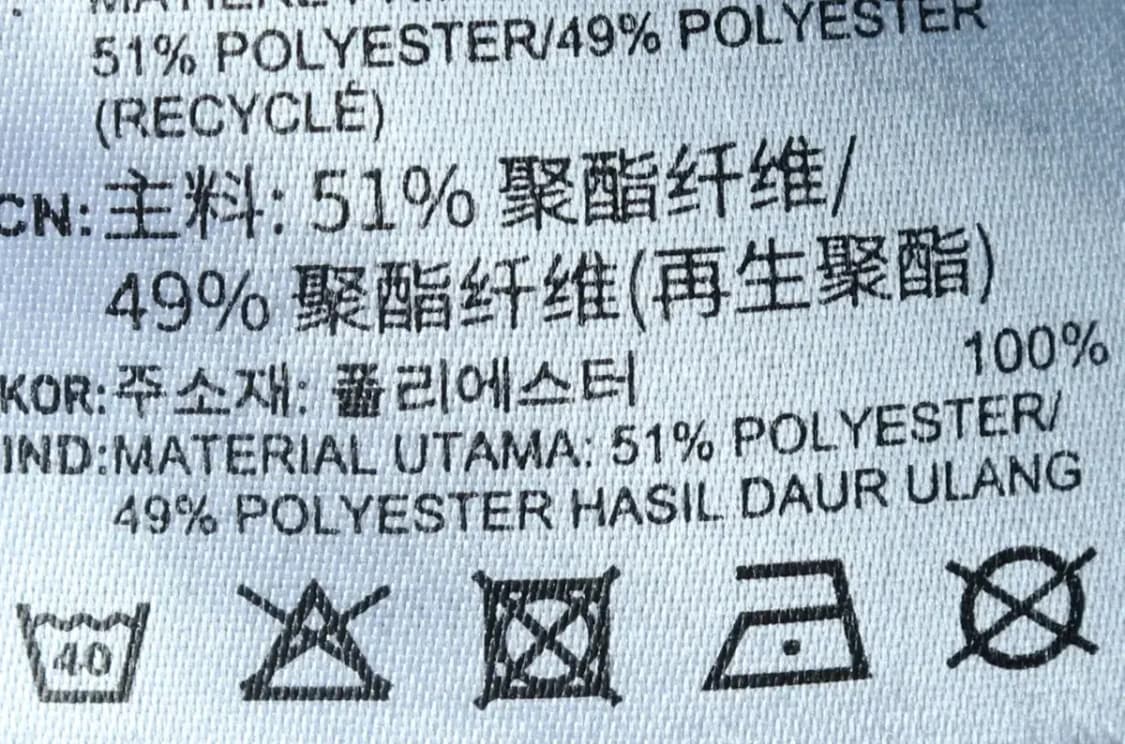 51% POLYESTER/49% POLYESTER
(RECYCLÉ)
CN: 主料: 51% 聚酯纤维/
49% 聚酯纤维(再生聚酯)
KOR: 주소재: 폴리에스터 100%
IND: MATERIAL UTAMA: 51% POLYESTER/
49% POLYESTER HASIL DAUR ULANG
40